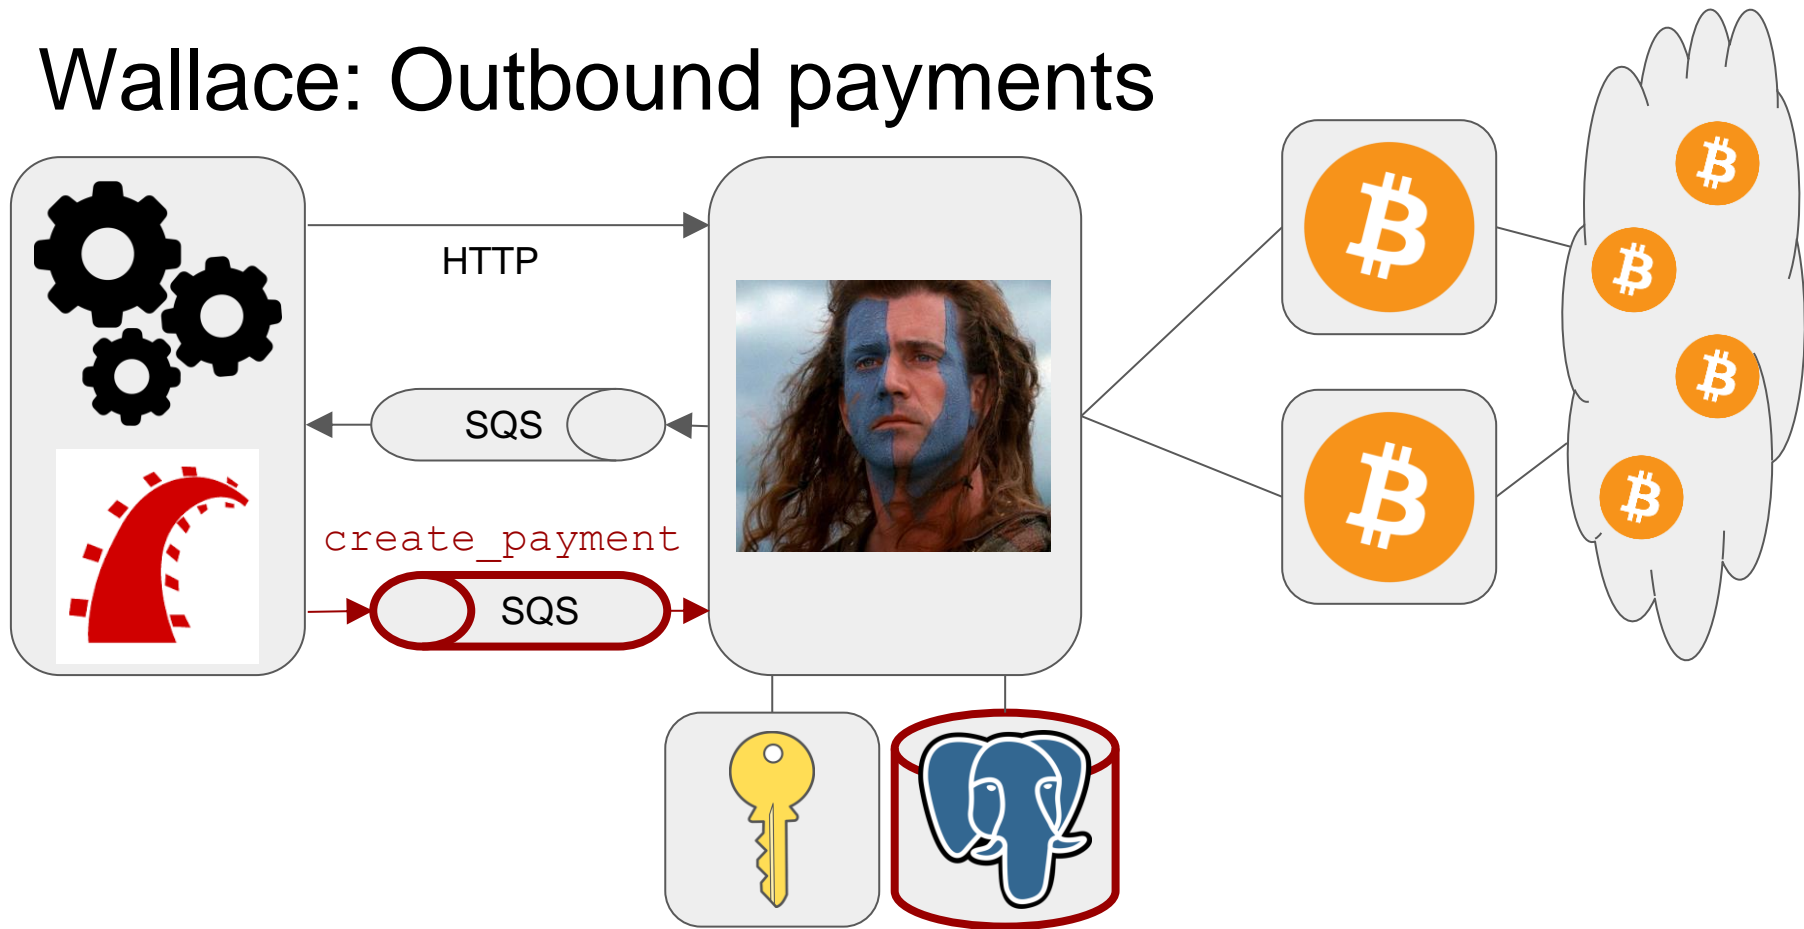 Wallace: Outbound payments
HTTP
SQS
create_payment
SQS